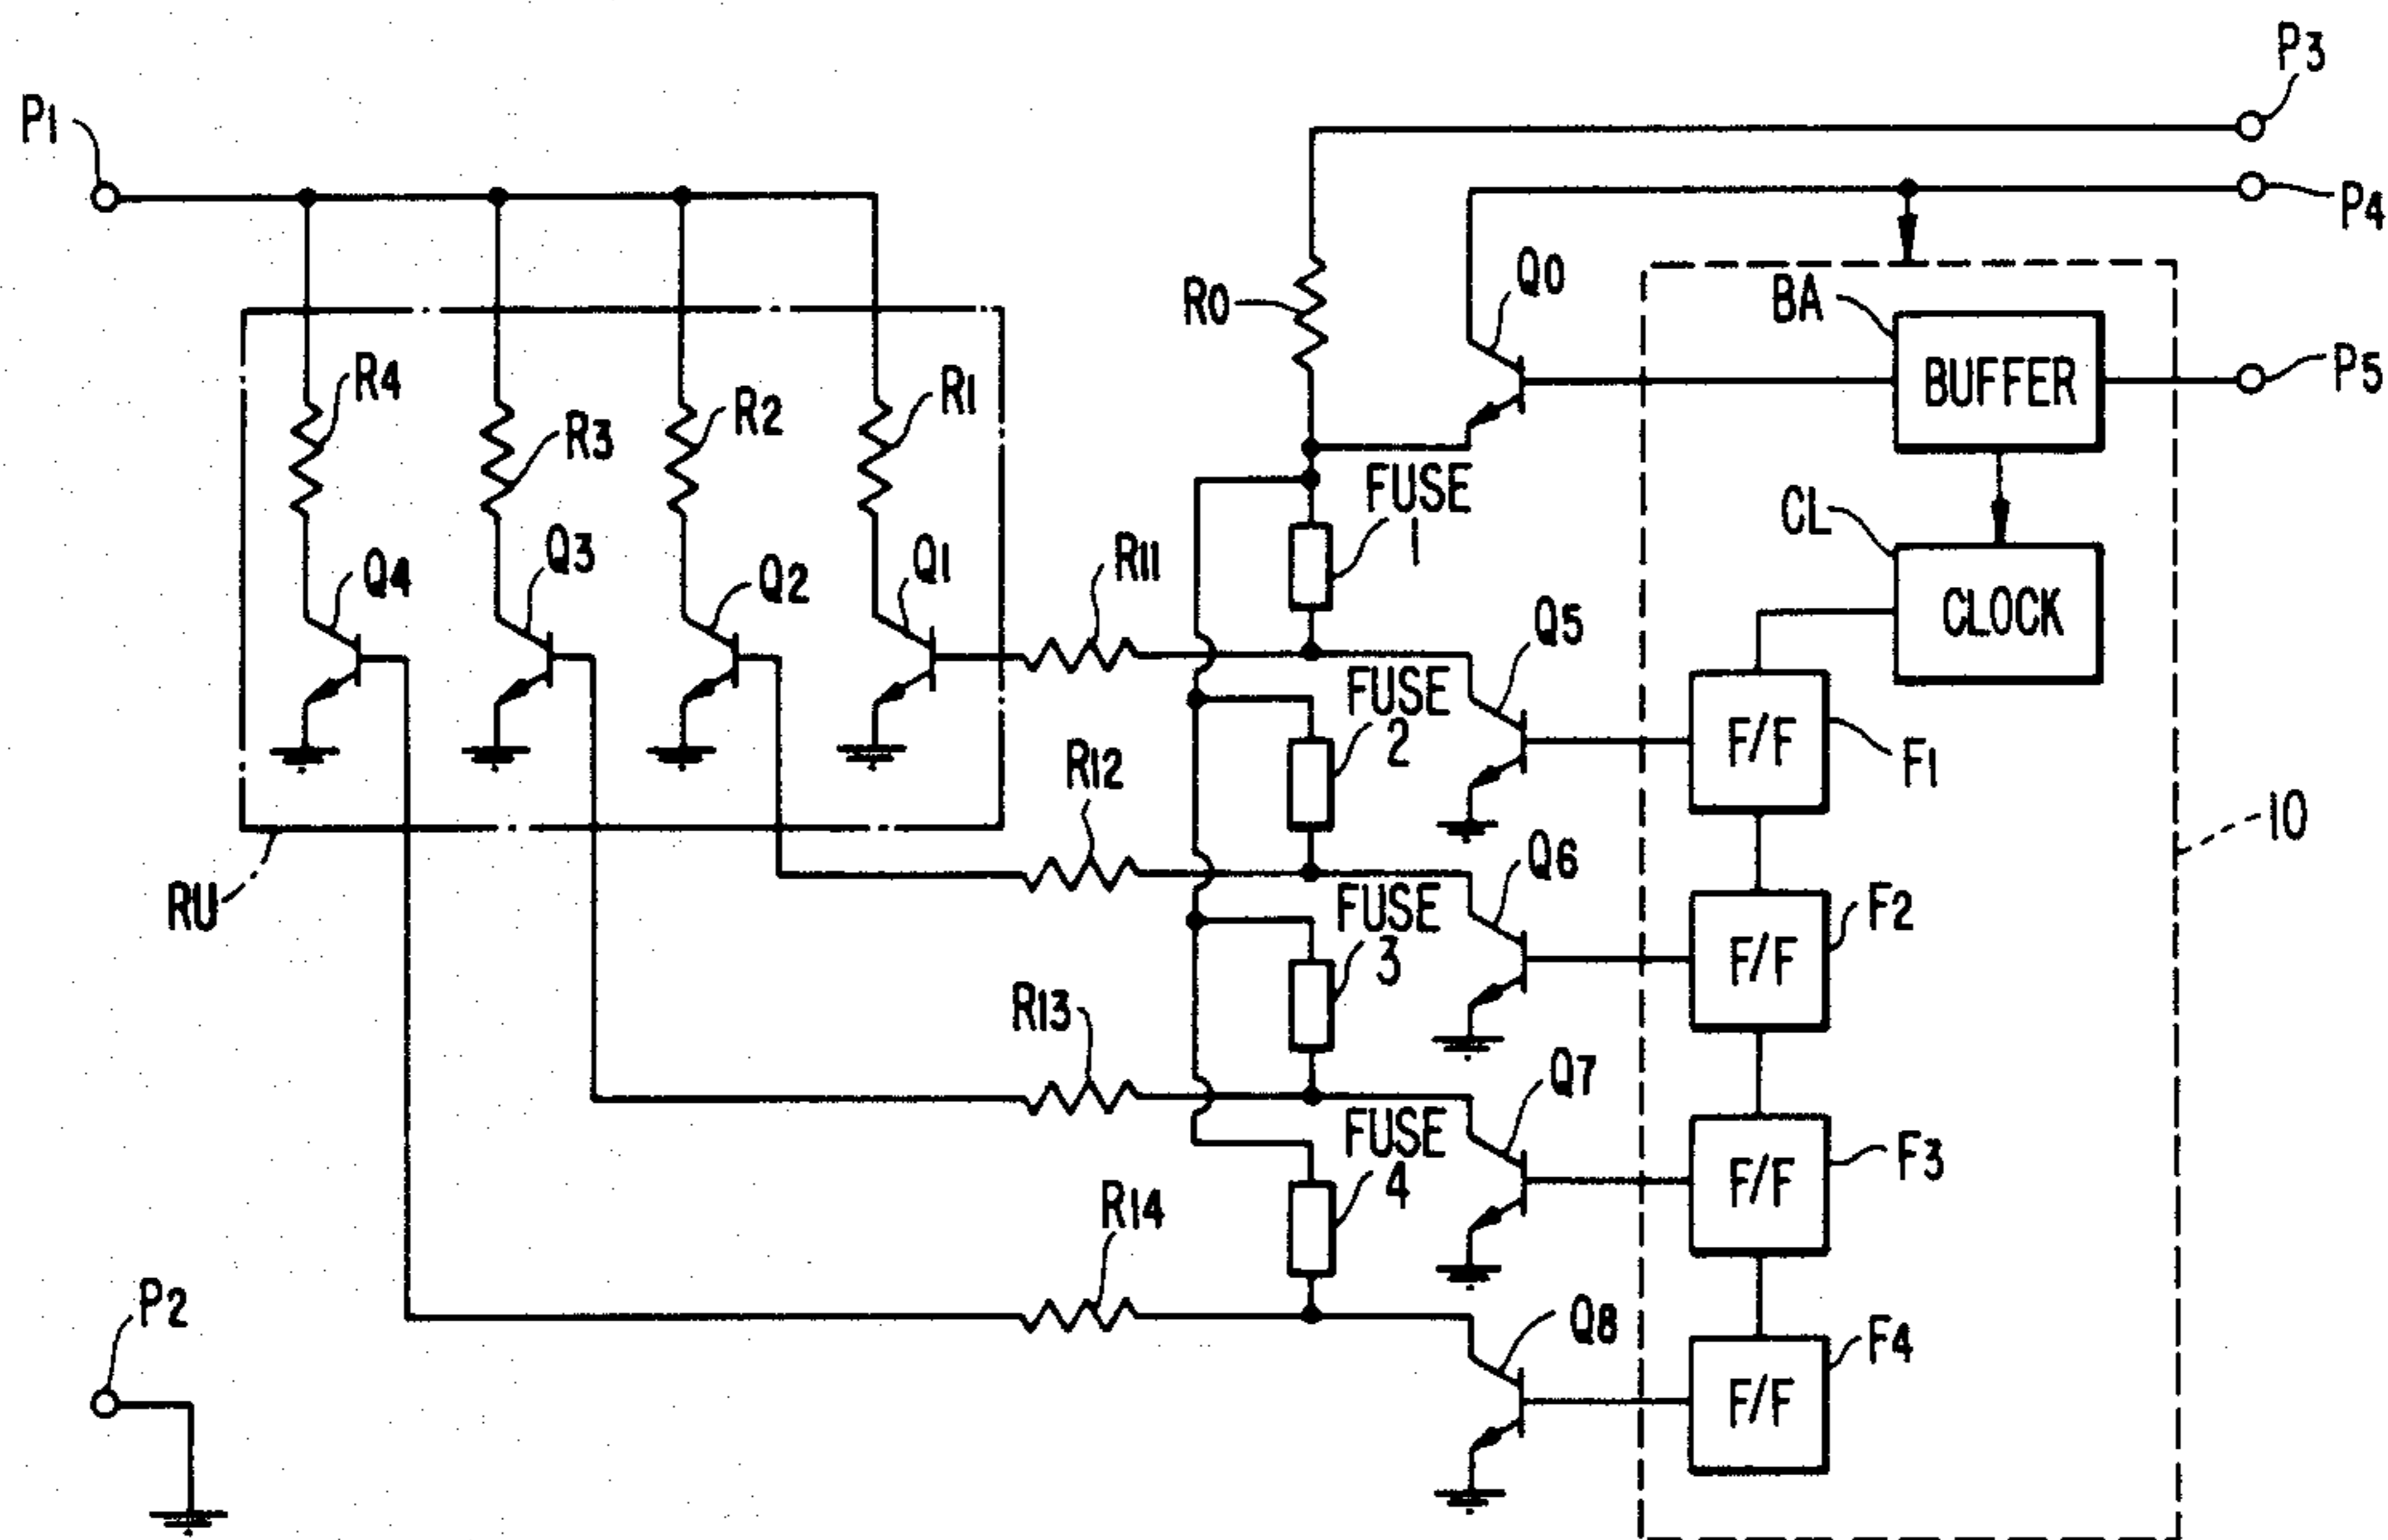 P3
P1
P4
Q0
R0
BA
BUFFER
P5
R4
R1
R2
R3
FUSE
1
CL
CLOCK
Q3
Q4
Q2
Q1
R11
Q5
FUSE
2
F/F
F1
R12
10
Q6
RU
FUSE
3
F2
F/F
R13
Q7
FUSE
4
F3
F/F
R14
P2
Q8
F4
F/F